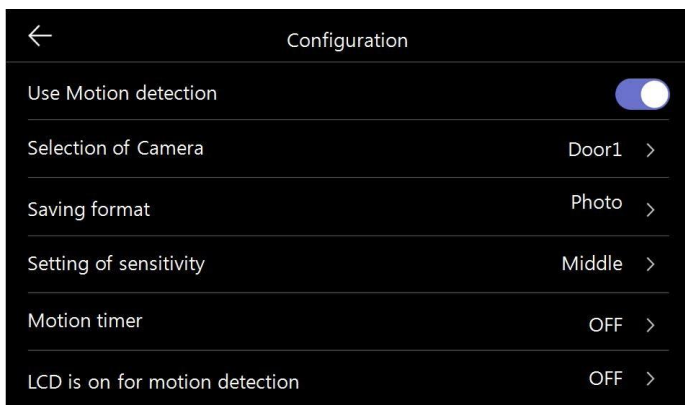 Configuration
Use Motion detection
Selection of Camera Door1
Saving format Photo
Setting of sensitivity Middle
Motion timer OFF
LCD is on for motion detection OFF